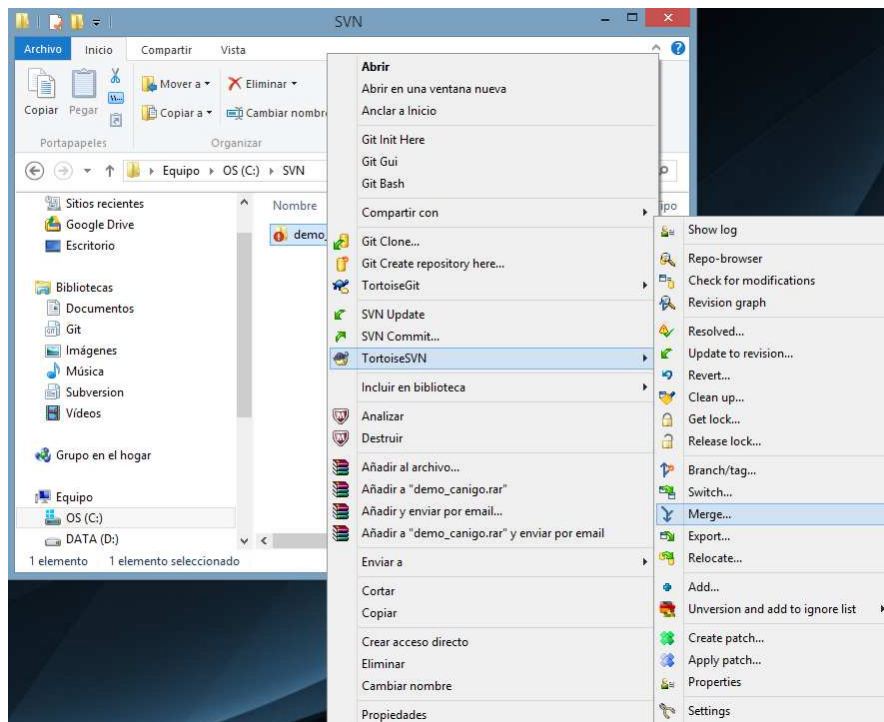 SVN
Archivo Inicio Compartir Vista
Copiar Pegar Mover a Eliminar
Copiar a Cambiar nombre
Portapapeles Organizar
Equipo OS (C:) SVN
Sitios recientes
Google Drive
Escritorio
Bibliotecas
Documentos
Git
Imágenes
Música
Subversion
Vídeos
Grupo en el hogar
Equipo
OS (C:)
DATA (D:)
1 elemento 1 elemento seleccionado
Nombre
demo_
ipo
Abrir
Abrir en una ventana nueva
Anclar a Inicio
Git Init Here
Git Gui
Git Bash
Compartir con
Git Clone...
Git Create repository here...
TortoiseGit
SVN Update
SVN Commit...
TortoiseSVN
Incluir en biblioteca
Analizar
Destruir
Añadir al archivo...
Añadir a "demo_canigo.rar"
Añadir y enviar por email...
Añadir a "demo_canigo.rar" y enviar por email
Enviar a
Cortar
Copiar
Crear acceso directo
Eliminar
Cambiar nombre
Propiedades
Show log
Repo-browser
Check for modifications
Revision graph
Resolved...
Update to revision...
Revert...
Clean up...
Get lock...
Release lock...
Branch/tag...
Switch...
Merge...
Export...
Relocate...
Add...
Unversion and add to ignore list
Create patch...
Apply patch...
Properties
Settings